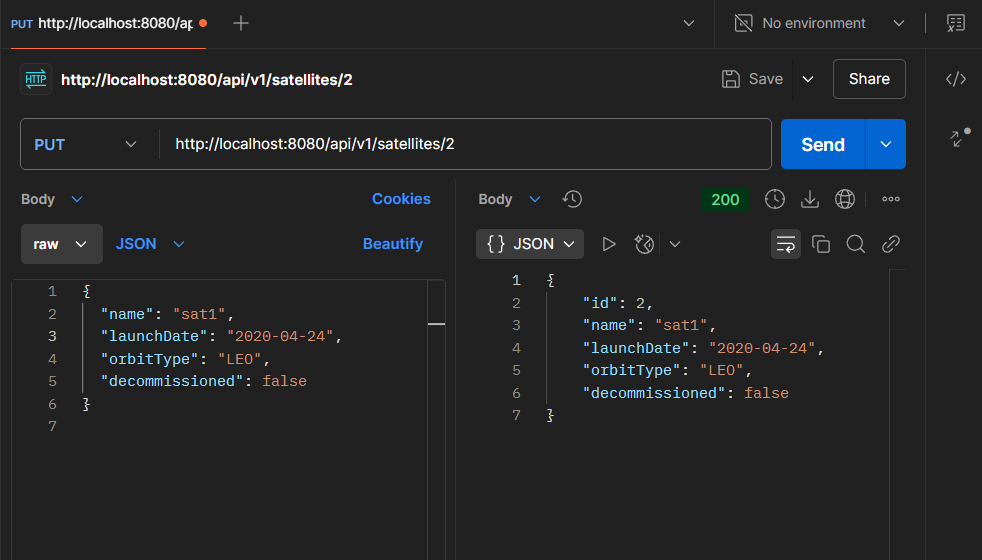 PUT http://localhost:8080/ap
No environment
HTTP http://localhost:8080/api/v1/satellites/2
Save
Share
PUT http://localhost:8080/api/v1/satellites/2
Send
Body
Cookies
raw
JSON
Beautify
1 {
2 "name": "sat1",
3 "launchDate": "2020-04-24",
4 "orbitType": "LEO",
5 "decommissioned": false
6 }
7
Body
200
{} JSON
1 {
2 "id": 2,
3 "name": "sat1",
4 "launchDate": "2020-04-24",
5 "orbitType": "LEO",
6 "decommissioned": false
7 }